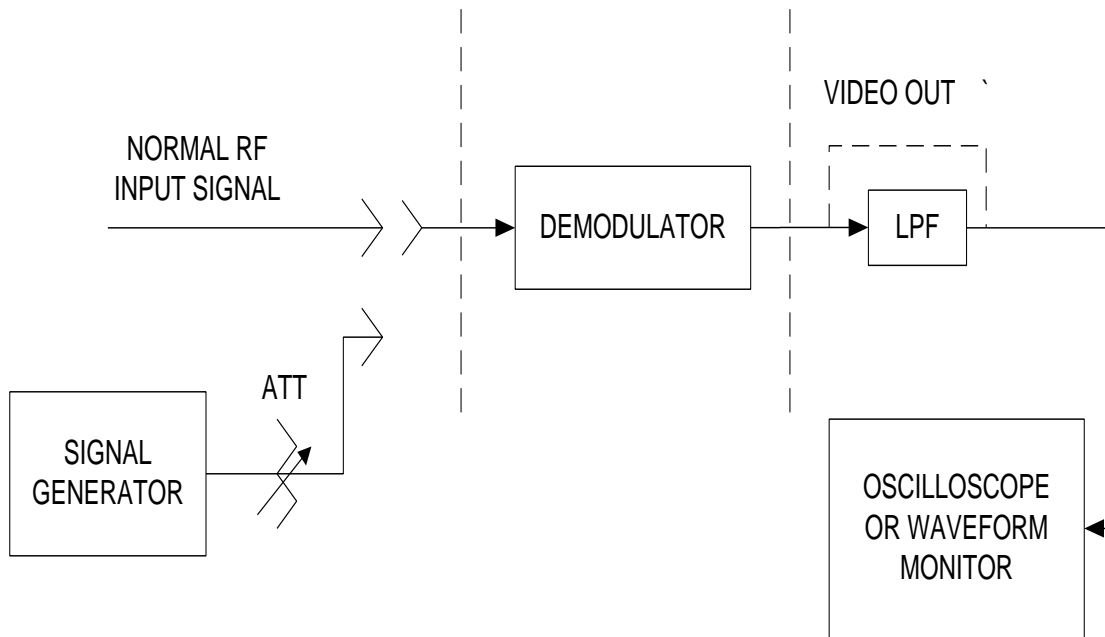 VIDEO OUT `
NORMAL RF
INPUT SIGNAL
DEMODULATOR
LPF
ATT
SIGNAL
GENERATOR
OSCILLOSCOPE
OR WAVEFORM
MONITOR